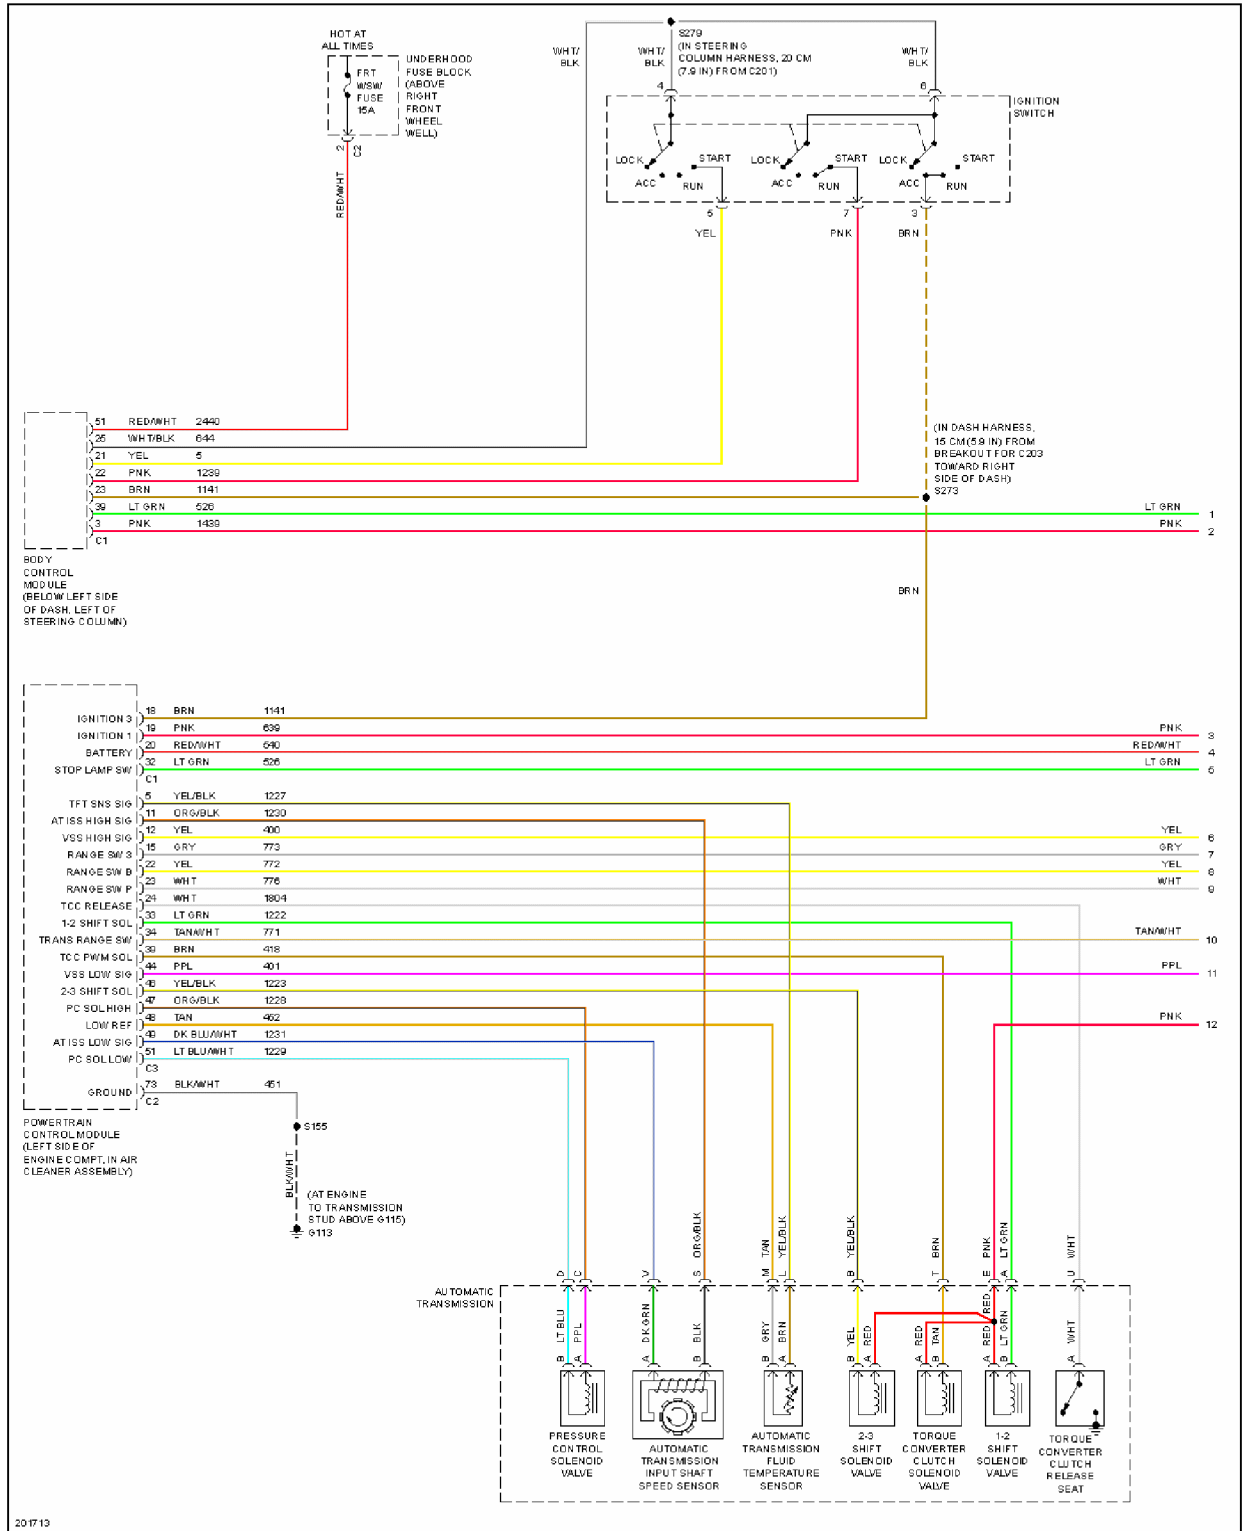 HOT AT
ALL TIMES
FRT
WSW
FUSE
15A
UNDERHOOD
FUSE BLOCK
(ABOVE
RIGHT
FRONT
WHEEL
WELL)
2
C2
RED/WHT
WHT/
BLK
WHT/
BLK
S279
(IN STEERING
COLUMN HARNESS, 20 CM
(7.9 IN) FROM C201)
WHT/
BLK
4
6
IGNITION
SWITCH
LOCK
ACC
RUN
START
LOCK
ACC
RUN
START
LOCK
ACC
RUN
START
5
7
3
YEL
PNK
BRN
51 RED/WHT 2440
25 WHT/BLK 644
21 YEL 5
22 PNK 1239
23 BRN 1141
39 LT GRN 526
3 PNK 1439
C1
(IN DASH HARNESS,
15 CM (5.9 IN) FROM
BREAKOUT FOR C203
TOWARD RIGHT
SIDE OF DASH)
S273
LT GRN 1
PNK 2
BODY
CONTROL
MODULE
(BELOW LEFT SIDE
OF DASH, LEFT OF
STEERING COLUMN)
BRN
IGNITION 3 18 BRN 1141
IGNITION 1 19 PNK 639 PNK 3
BATTERY 20 RED/WHT 540 RED/WHT 4
STOP LAMP SW 32 LT GRN 526 LT GRN 5
C1
TFT SNS SIG 5 YEL/BLK 1227
AT ISS HIGH SIG 11 ORG/BLK 1230
VSS HIGH SIG 12 YEL 400 YEL 6
RANGE SW 3 15 GRY 773 GRY 7
RANGE SW B 22 YEL 772 YEL 8
RANGE SW P 23 WHT 776 WHT 9
TCC RELEASE 24 WHT 1804
1-2 SHIFT SOL 33 LT GRN 1222
TRANS RANGE SW 34 TAN/WHT 771 TAN/WHT 10
TCC PWM SOL 39 BRN 418
VSS LOW SIG 44 PPL 401 PPL 11
2-3 SHIFT SOL 46 YEL/BLK 1223
PC SOL HIGH 47 ORG/BLK 1228
LOW REF 48 TAN 452 PNK 12
AT ISS LOW SIG 49 DK BLU/WHT 1231
PC SOL LOW 51 LT BLU/WHT 1229
C3
GROUND 73 BLK/WHT 451
C2
POWERTRAIN
CONTROL MODULE
(LEFT SIDE OF
ENGINE COMPT, IN AIR
CLEANER ASSEMBLY)
S155
BLK/WHT
(AT ENGINE
TO TRANSMISSION
STUD ABOVE G115)
G113
ORG/BLK
TAN
YEL/BLK
YEL/BLK
BRN
PNK
LT GRN
WHT
D
C
V
S
M
L
B
T
E
A
U
AUTOMATIC
TRANSMISSION
LT BLU
PPL
DK GRN
BLK
GRY
BRN
YEL
RED
RED
TAN
RED
RED
LT GRN
WHT
B
A
A
B
B
A
B
A
A
B
A
B
A
PRESSURE
CONTROL
SOLENOID
VALVE
AUTOMATIC
TRANSMISSION
INPUT SHAFT
SPEED SENSOR
AUTOMATIC
TRANSMISSION
FLUID
TEMPERATURE
SENSOR
2-3
SHIFT
SOLENOID
VALVE
TORQUE
CONVERTER
CLUTCH
SOLENOID
VALVE
1-2
SHIFT
SOLENOID
VALVE
TORQUE
CONVERTER
CLUTCH
RELEASE
SEAT
201713